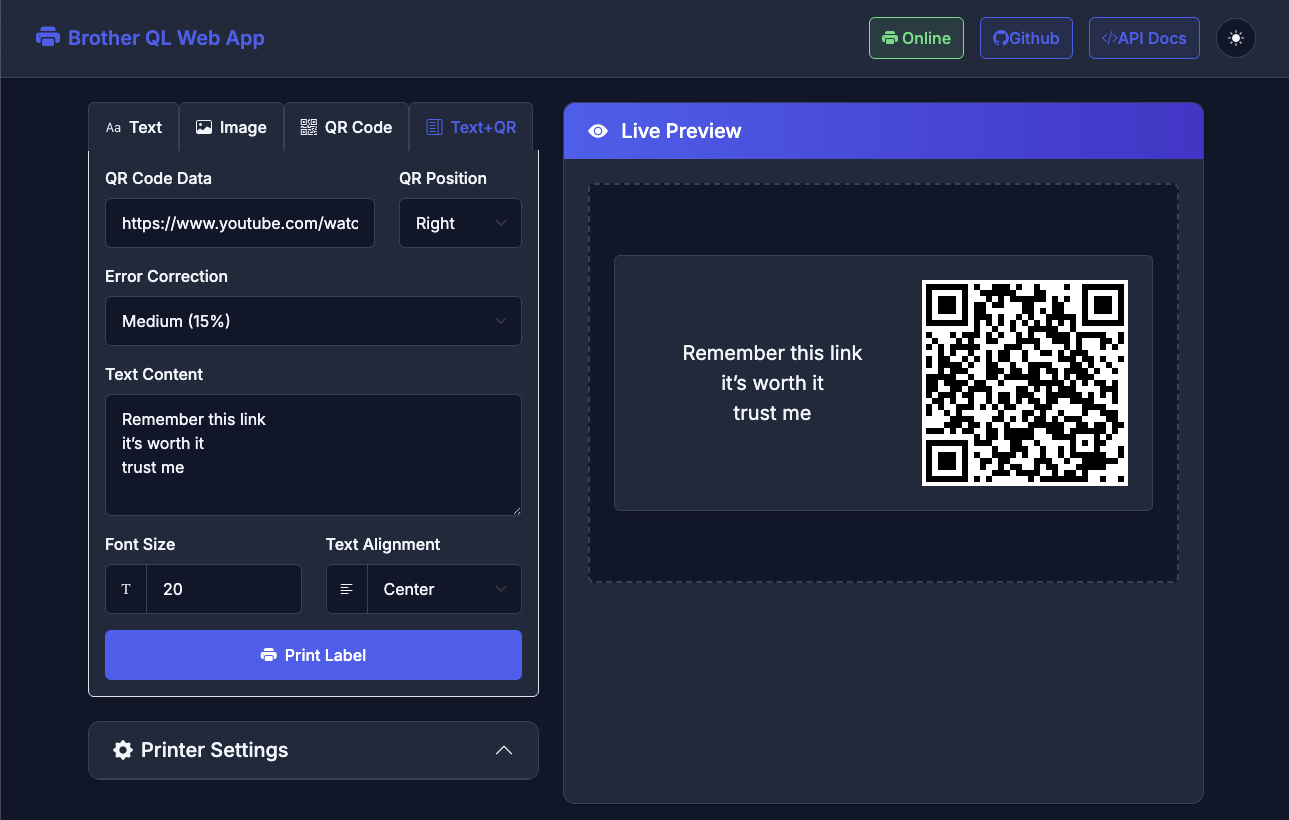 Brother QL Web App
Online
Github
</>API Docs
Aa Text
Image
QR Code
Text+QR
QR Code Data
QR Position
https://www.youtube.com/watc
Right
Error Correction
Medium (15%)
Text Content
Remember this link
it’s worth it
trust me
Font Size
Text Alignment
T
20
Center
Print Label
Printer Settings
Live Preview
Remember this link
it’s worth it
trust me